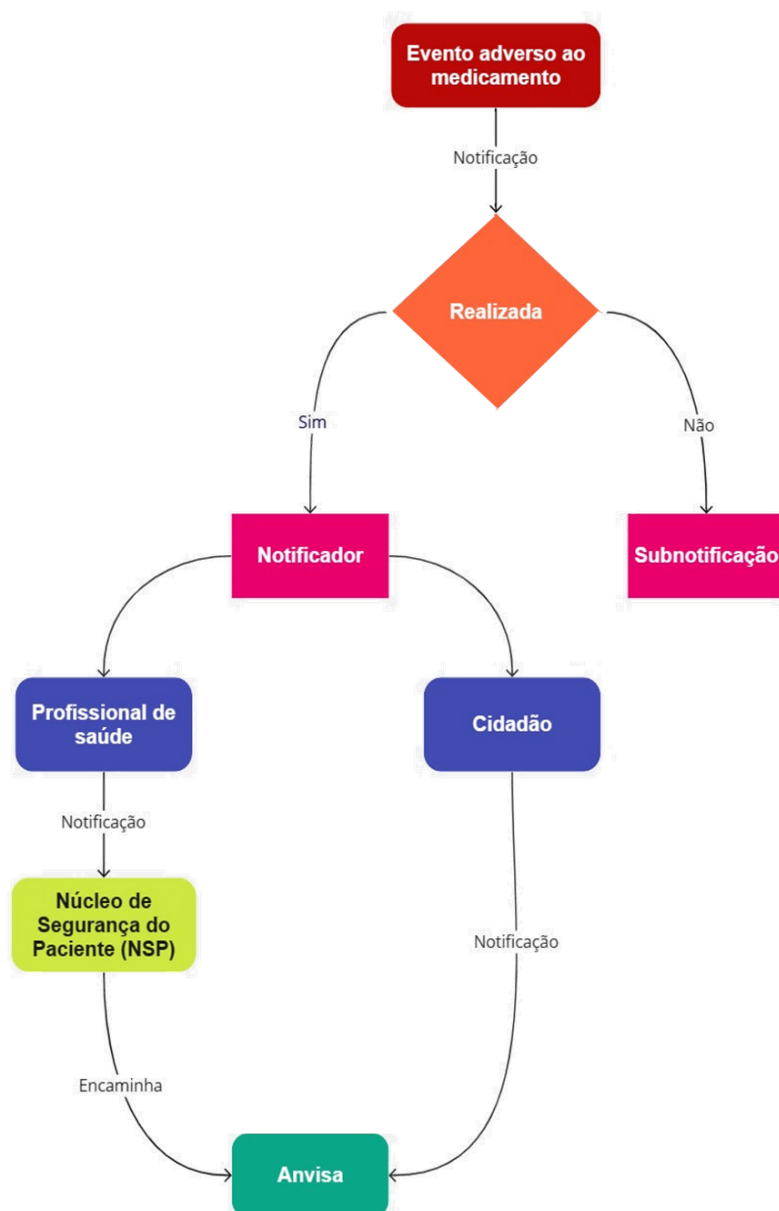 Evento adverso ao
medicamento
Notificação
Realizada
Sim
Não
Notificador
Subnotificação
Profissional de
saúde
Cidadão
Notificação
Núcleo de
Segurança do
Paciente (NSP)
Notificação
Encaminha
Anvisa